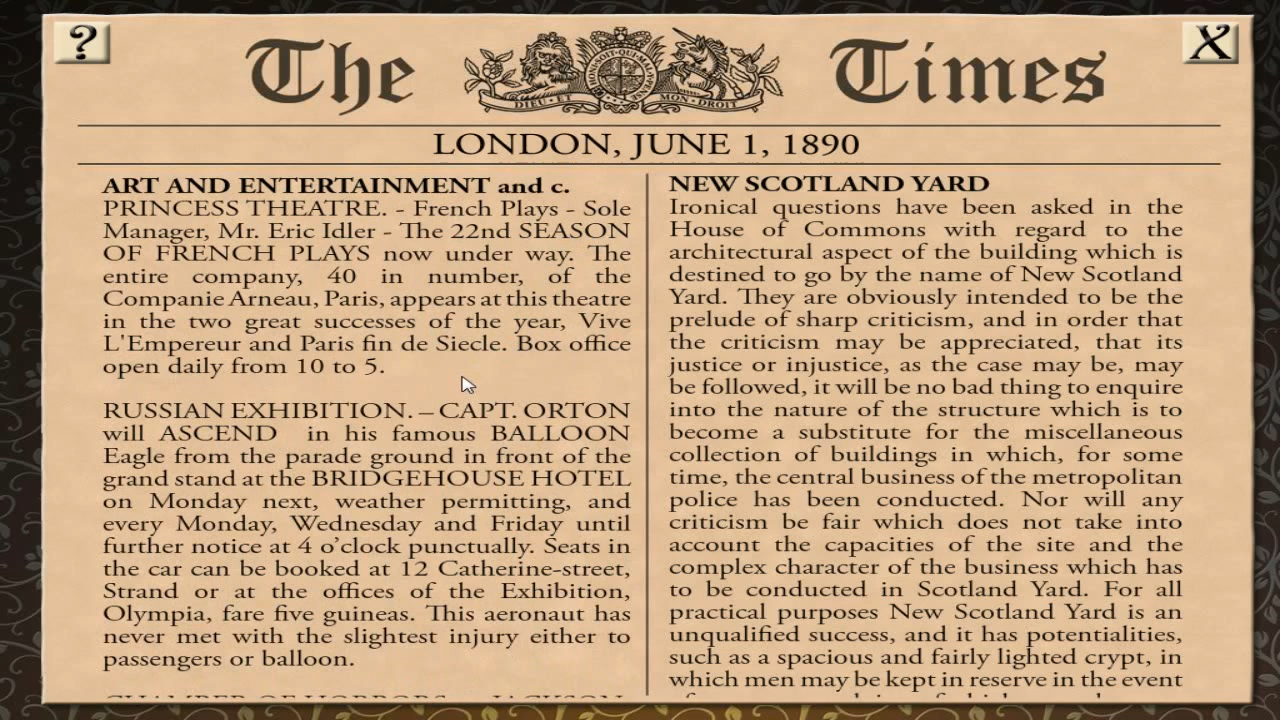 ?
X
The Times
HONI·SOIT·QUI·MAL·Y·PENSE
DIEU·ET MON·DROIT
LONDON, JUNE 1, 1890
ART AND ENTERTAINMENT and c.
PRINCESS THEATRE. - French Plays - Sole
Manager, Mr. Eric Idler - The 22nd SEASON
OF FRENCH PLAYS now under way. The
entire company, 40 in number, of the
Companie Arneau, Paris, appears at this theatre
in the two great successes of the year, Vive
L'Empereur and Paris fin de Siecle. Box office
open daily from 10 to 5.
RUSSIAN EXHIBITION. – CAPT. ORTON
will ASCEND in his famous BALLOON
Eagle from the parade ground in front of the
grand stand at the BRIDGEHOUSE HOTEL
on Monday next, weather permitting, and
every Monday, Wednesday and Friday until
further notice at 4 o’clock punctually. Seats in
the car can be booked at 12 Catherine-street,
Strand or at the offices of the Exhibition,
Olympia, fare five guineas. This aeronaut has
never met with the slightest injury either to
passengers or balloon.
CHAMBER OF HORRORS
NEW SCOTLAND YARD
Ironical questions have been asked in the
House of Commons with regard to the
architectural aspect of the building which is
destined to go by the name of New Scotland
Yard. They are obviously intended to be the
prelude of sharp criticism, and in order that
the criticism may be appreciated, that its
justice or injustice, as the case may be, may
be followed, it will be no bad thing to enquire
into the nature of the structure which is to
become a substitute for the miscellaneous
collection of buildings in which, for some
time, the central business of the metropolitan
police has been conducted. Nor will any
criticism be fair which does not take into
account the capacities of the site and the
complex character of the business which has
to be conducted in Scotland Yard. For all
practical purposes New Scotland Yard is an
unqualified success, and it has potentialities,
such as a spacious and fairly lighted crypt, in
which men may be kept in reserve in the event